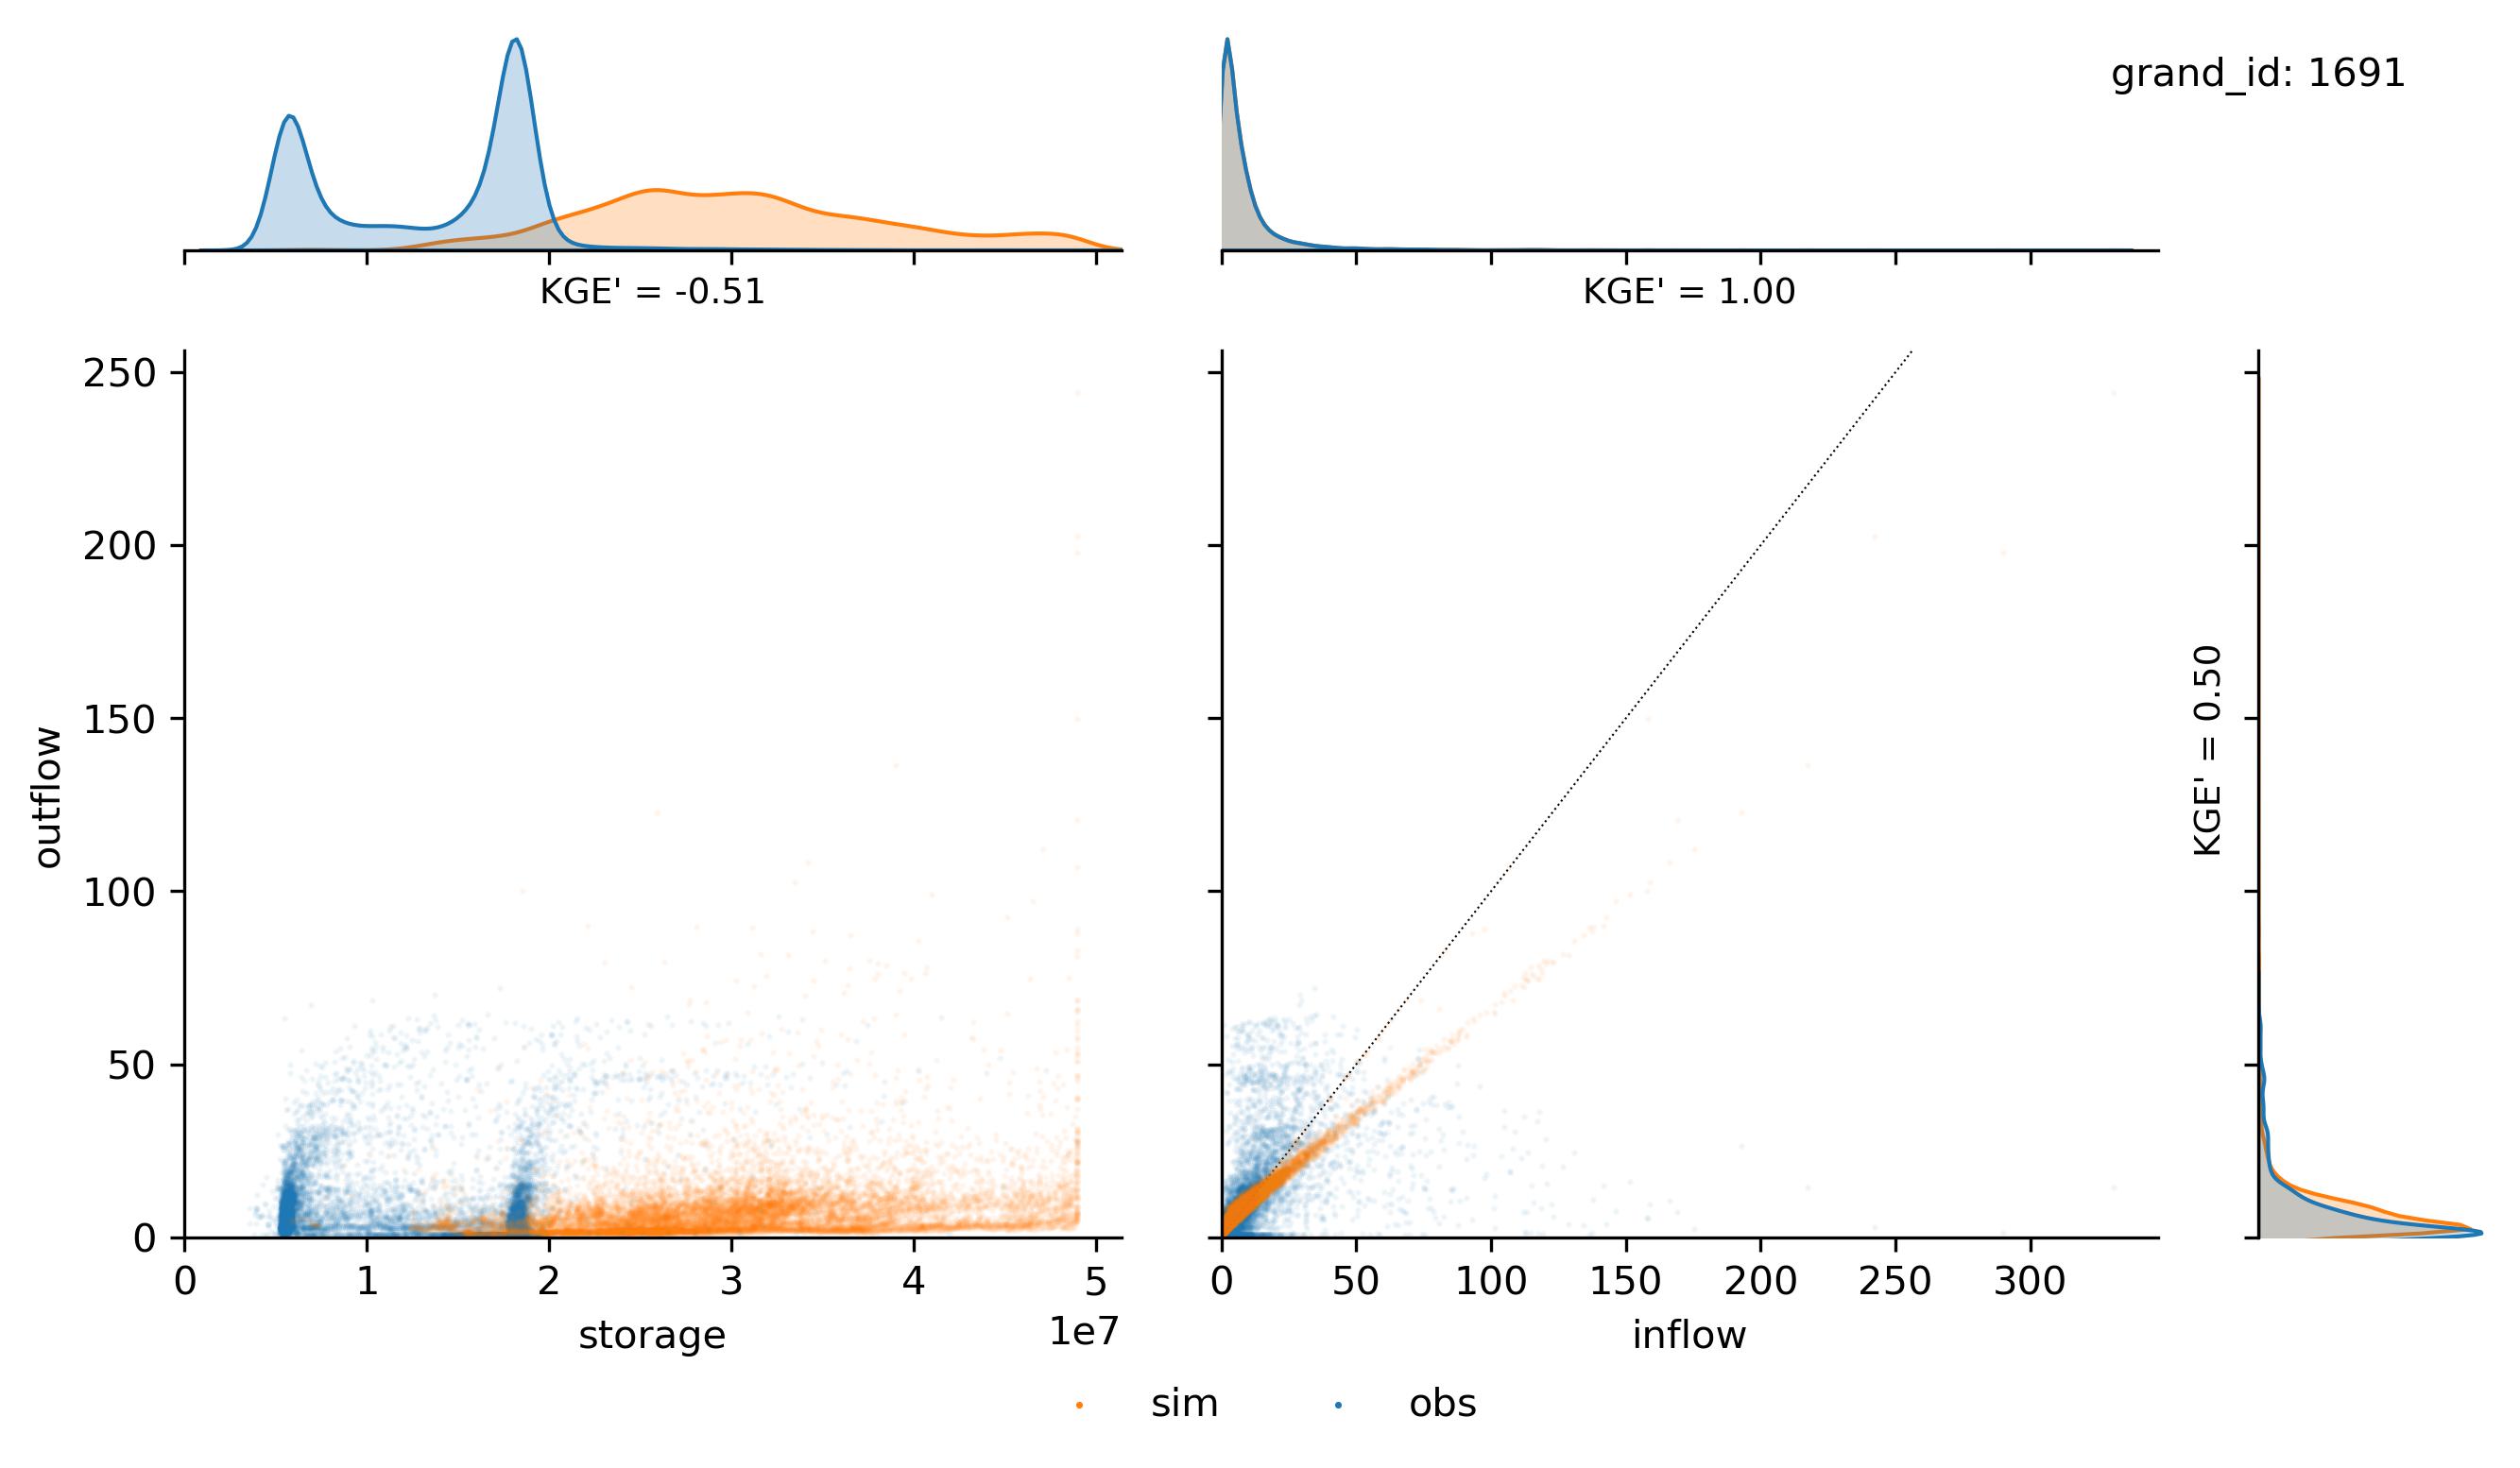 grand_id: 1691
KGE' = -0.51
KGE' = 1.00
250
200
150
100
50
0
outflow
0 1 2 3 4 5
1e7
storage
0 50 100 150 200 250 300
inflow
KGE' = 0.50
sim obs